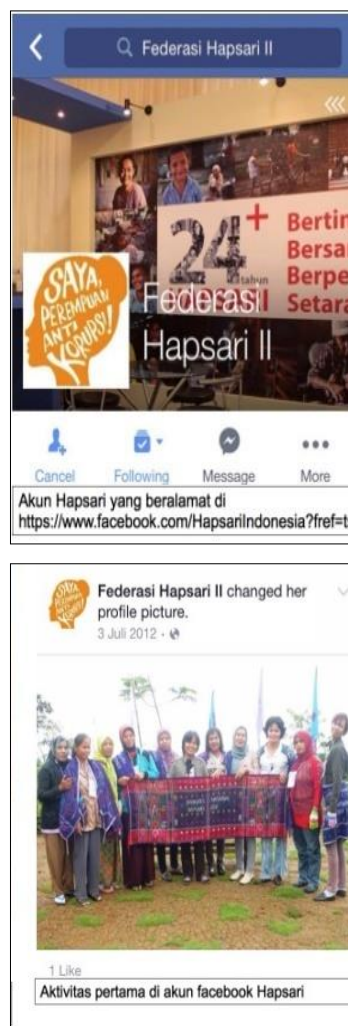 Federasi Hapsari II
24+
tahun
Bertin
Bersa
Berpe
Setara
SAYA,
PEREMPUAN
ANTI
KORUPSI!
Federasi
Hapsari II
Cancel
Following
Message
More
Akun Hapsari yang beralamat di
https://www.facebook.com/HapsariIndonesia?fref=t
Federasi Hapsari II changed her
profile picture.
3 Juli 2012
1 Like
Aktivitas pertama di akun facebook Hapsari